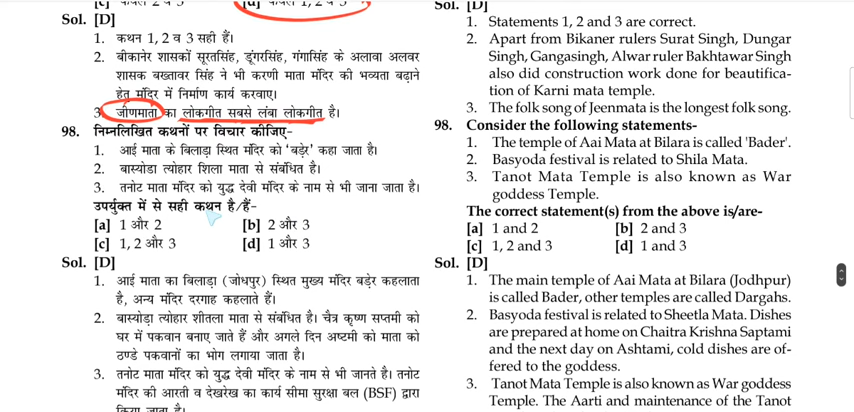 Sol. [D]
1. कथन 1, 2 व 3 सही हैं।
2. बीकानेर शासकों सूरतसिंह, डूंगरसिंह, गंगासिंह के अलावा अलवर
शासक बख्तावर सिंह ने भी करणी माता मंदिर की भव्यता बढ़ाने
हेतु मंदिर में निर्माण कार्य करवाए।
3. जीणमाता का लोकगीत सबसे लंबा लोकगीत है।
98. निम्नलिखित कथनों पर विचार कीजिए-
1. आई माता के बिलाड़ा स्थित मंदिर को 'बड़ेर' कहा जाता है।
2. बास्योडा त्योहार शिला माता से संबंधित है।
3. तनोट माता मंदिर को युद्ध देवी मंदिर के नाम से भी जाना जाता है।
उपर्युक्त में से सही कथन है/हैं-
[a] 1 और 2 [b] 2 और 3
[c] 1, 2 और 3 [d] 1 और 3
Sol. [D]
1. आई माता का बिलाड़ा (जोधपुर) स्थित मुख्य मंदिर बड़ेर कहलाता
है, अन्य मंदिर दरगाह कहलाते हैं।
2. बास्योड़ा त्योहार शीतला माता से संबंधित है। चैत्र कृष्ण सप्तमी को
घर में पकवान बनाए जाते हैं और अगले दिन अष्टमी को माता को
ठण्डे पकवानों का भोग लगाया जाता है।
3. तनोट माता मंदिर को युद्ध देवी मंदिर के नाम से भी जानते है। तनोट
मंदिर की आरती व देखरेख का कार्य सीमा सुरक्षा बल (BSF) द्वारा
किया जाता है।
Sol. [D]
1. Statements 1, 2 and 3 are correct.
2. Apart from Bikaner rulers Surat Singh, Dungar
Singh, Gangasingh, Alwar ruler Bakhtawar Singh
also did construction work done for beautifica-
tion of Karni mata temple.
3. The folk song of Jeenmata is the longest folk song.
98. Consider the following statements-
1. The temple of Aai Mata at Bilara is called 'Bader'.
2. Basyoda festival is related to Shila Mata.
3. Tanot Mata Temple is also known as War
goddess Temple.
The correct statement(s) from the above is/are-
[a] 1 and 2 [b] 2 and 3
[c] 1, 2 and 3 [d] 1 and 3
Sol. [D]
1. The main temple of Aai Mata at Bilara (Jodhpur)
is called Bader, other temples are called Dargahs.
2. Basyoda festival is related to Sheetla Mata. Dishes
are prepared at home on Chaitra Krishna Saptami
and the next day on Ashtami, cold dishes are of-
fered to the goddess.
3. Tanot Mata Temple is also known as War goddess
Temple. The Aarti and maintenance of the Tanot